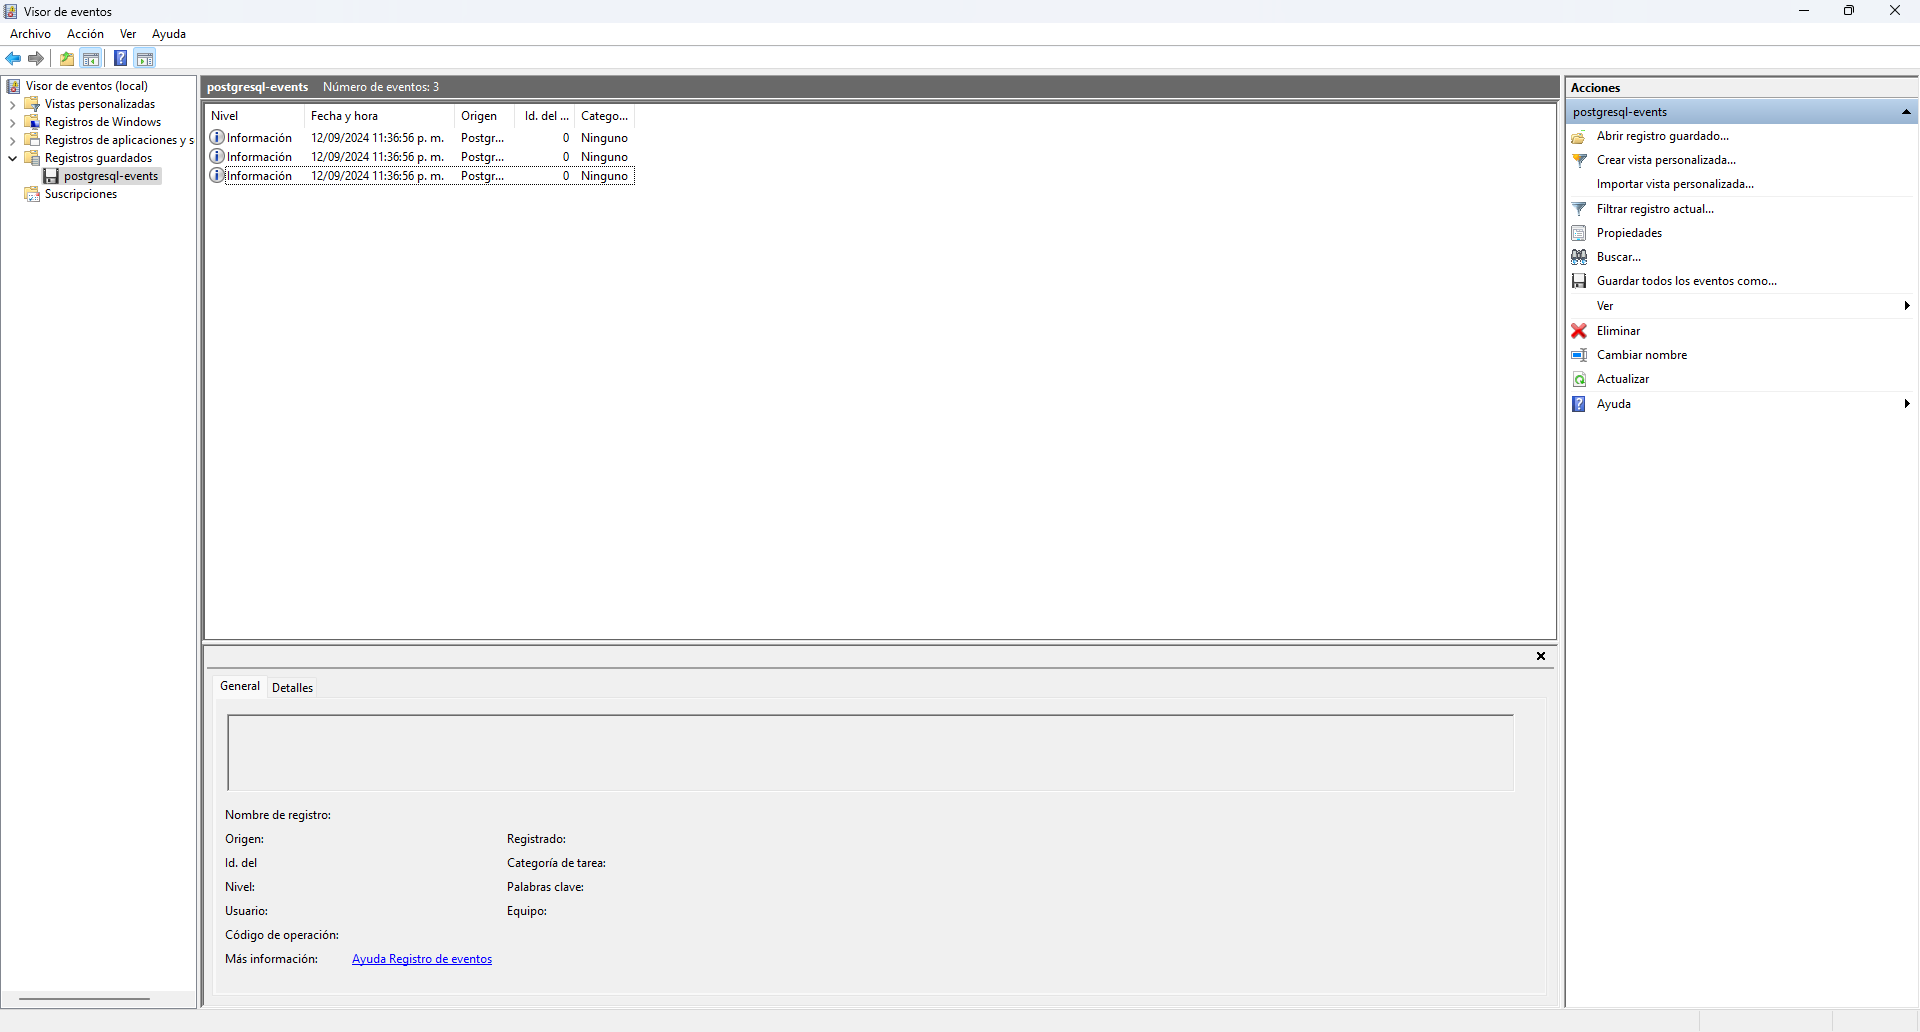 Visor de eventos
Archivo Acción Ver Ayuda
Visor de eventos (local)
Vistas personalizadas
Registros de Windows
Registros de aplicaciones y s
Registros guardados
postgresql-events
Suscripciones
postgresql-events Número de eventos: 3
Nivel Fecha y hora Origen Id. del ... Catego...
Información 12/09/2024 11:36:56 p. m. Postgr... 0 Ninguno
Información 12/09/2024 11:36:56 p. m. Postgr... 0 Ninguno
Información 12/09/2024 11:36:56 p. m. Postgr... 0 Ninguno
General Detalles
Nombre de registro:
Origen: Registrado:
Id. del Categoría de tarea:
Nivel: Palabras clave:
Usuario: Equipo:
Código de operación:
Más información: Ayuda Registro de eventos
Acciones
postgresql-events
Abrir registro guardado...
Crear vista personalizada...
Importar vista personalizada...
Filtrar registro actual...
Propiedades
Buscar...
Guardar todos los eventos como...
Ver
Eliminar
Cambiar nombre
Actualizar
Ayuda